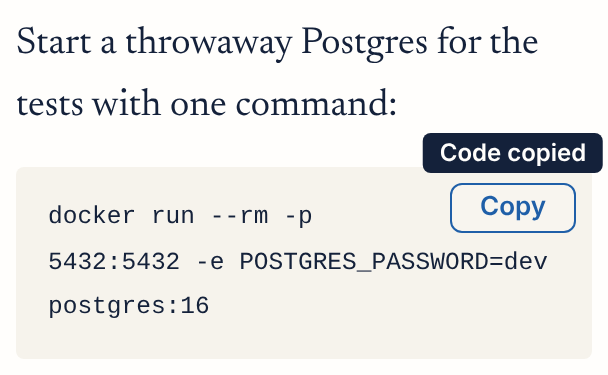 Start a throwaway Postgres for the
tests with one command:
Code copied
Copy
docker run --rm -p
5432:5432 -e POSTGRES_PASSWORD=dev
postgres:16